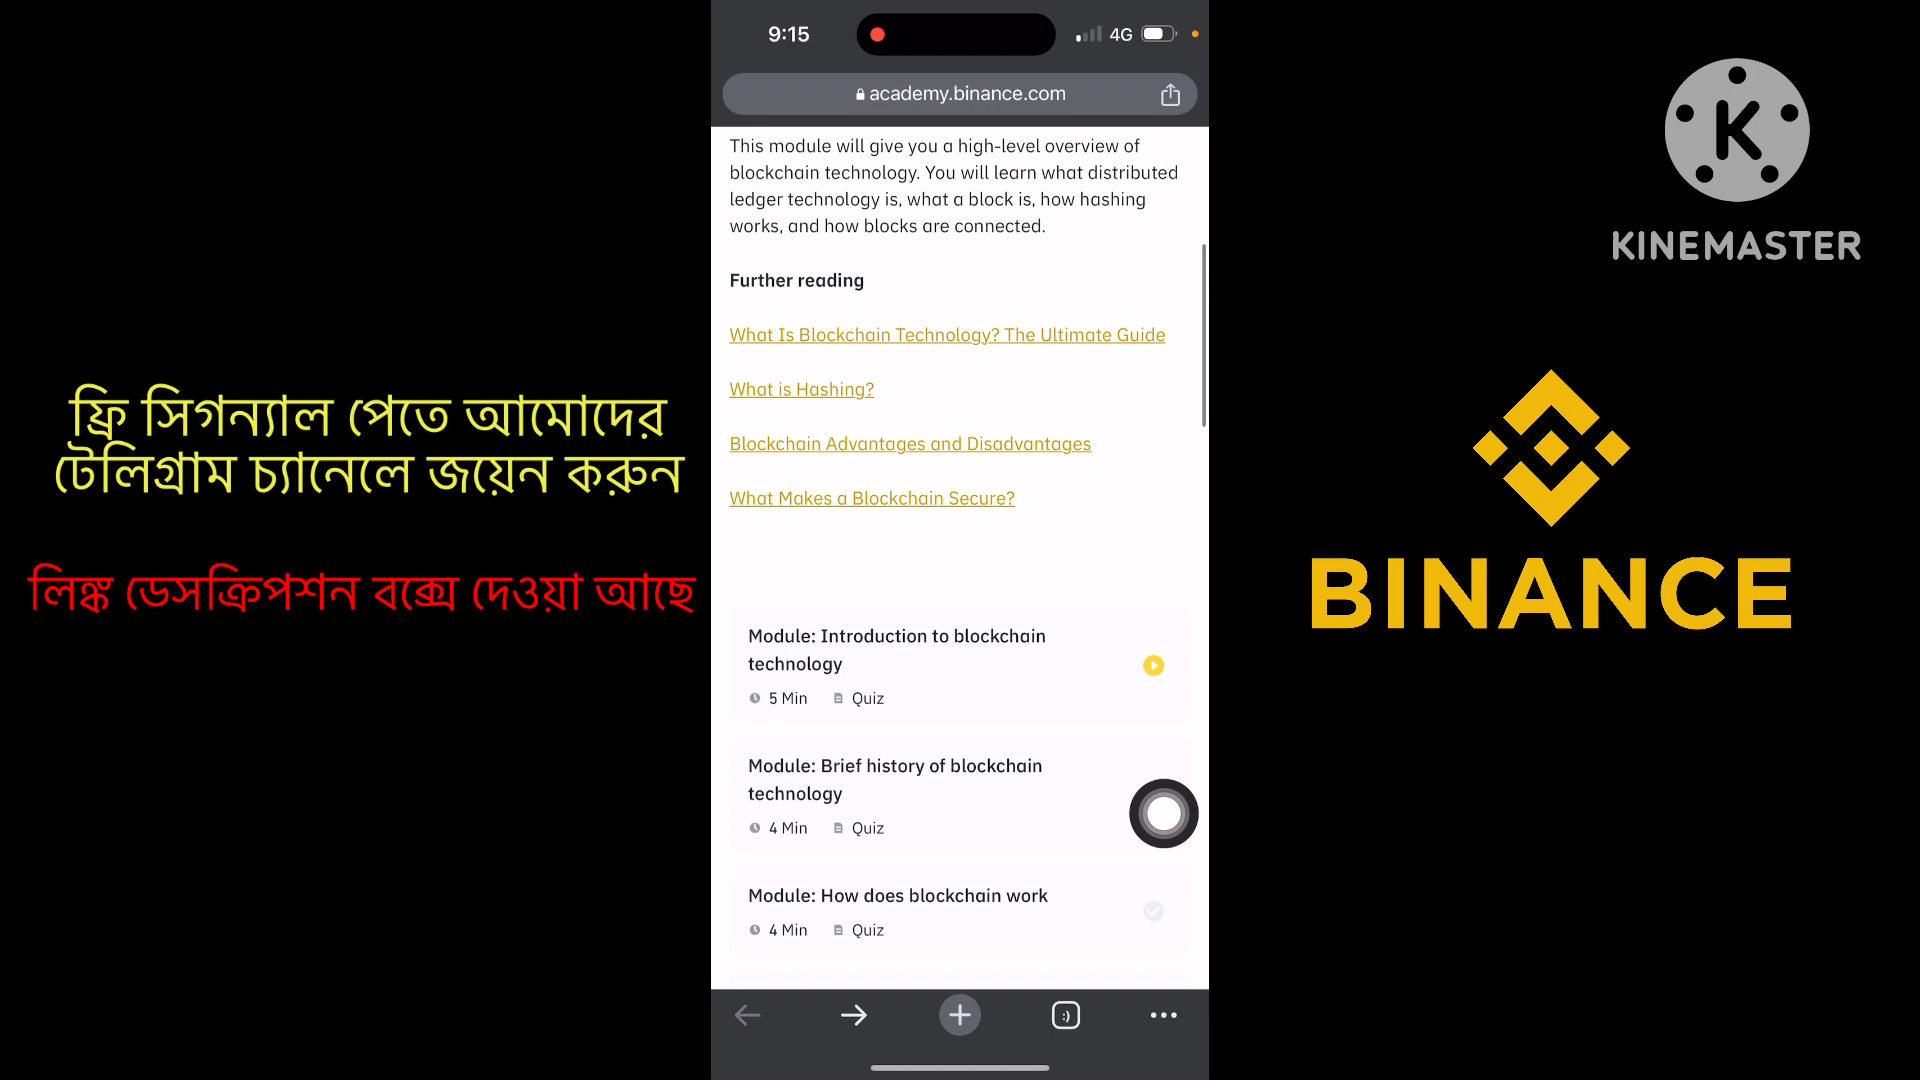 ফ্রি সিগন্যাল পেতে আমোদের
টেলিগ্রাম চ্যানেলে জয়েন করুন
লিঙ্ক ডেসক্রিপশন বক্সে দেওয়া আছে
9:15
4G
academy.binance.com
This module will give you a high-level overview of
blockchain technology. You will learn what distributed
ledger technology is, what a block is, how hashing
works, and how blocks are connected.
Further reading
What Is Blockchain Technology? The Ultimate Guide
What is Hashing?
Blockchain Advantages and Disadvantages
What Makes a Blockchain Secure?
Module: Introduction to blockchain
technology
5 Min Quiz
Module: Brief history of blockchain
technology
4 Min Quiz
Module: How does blockchain work
4 Min Quiz
:)
K
KINEMASTER
BINANCE